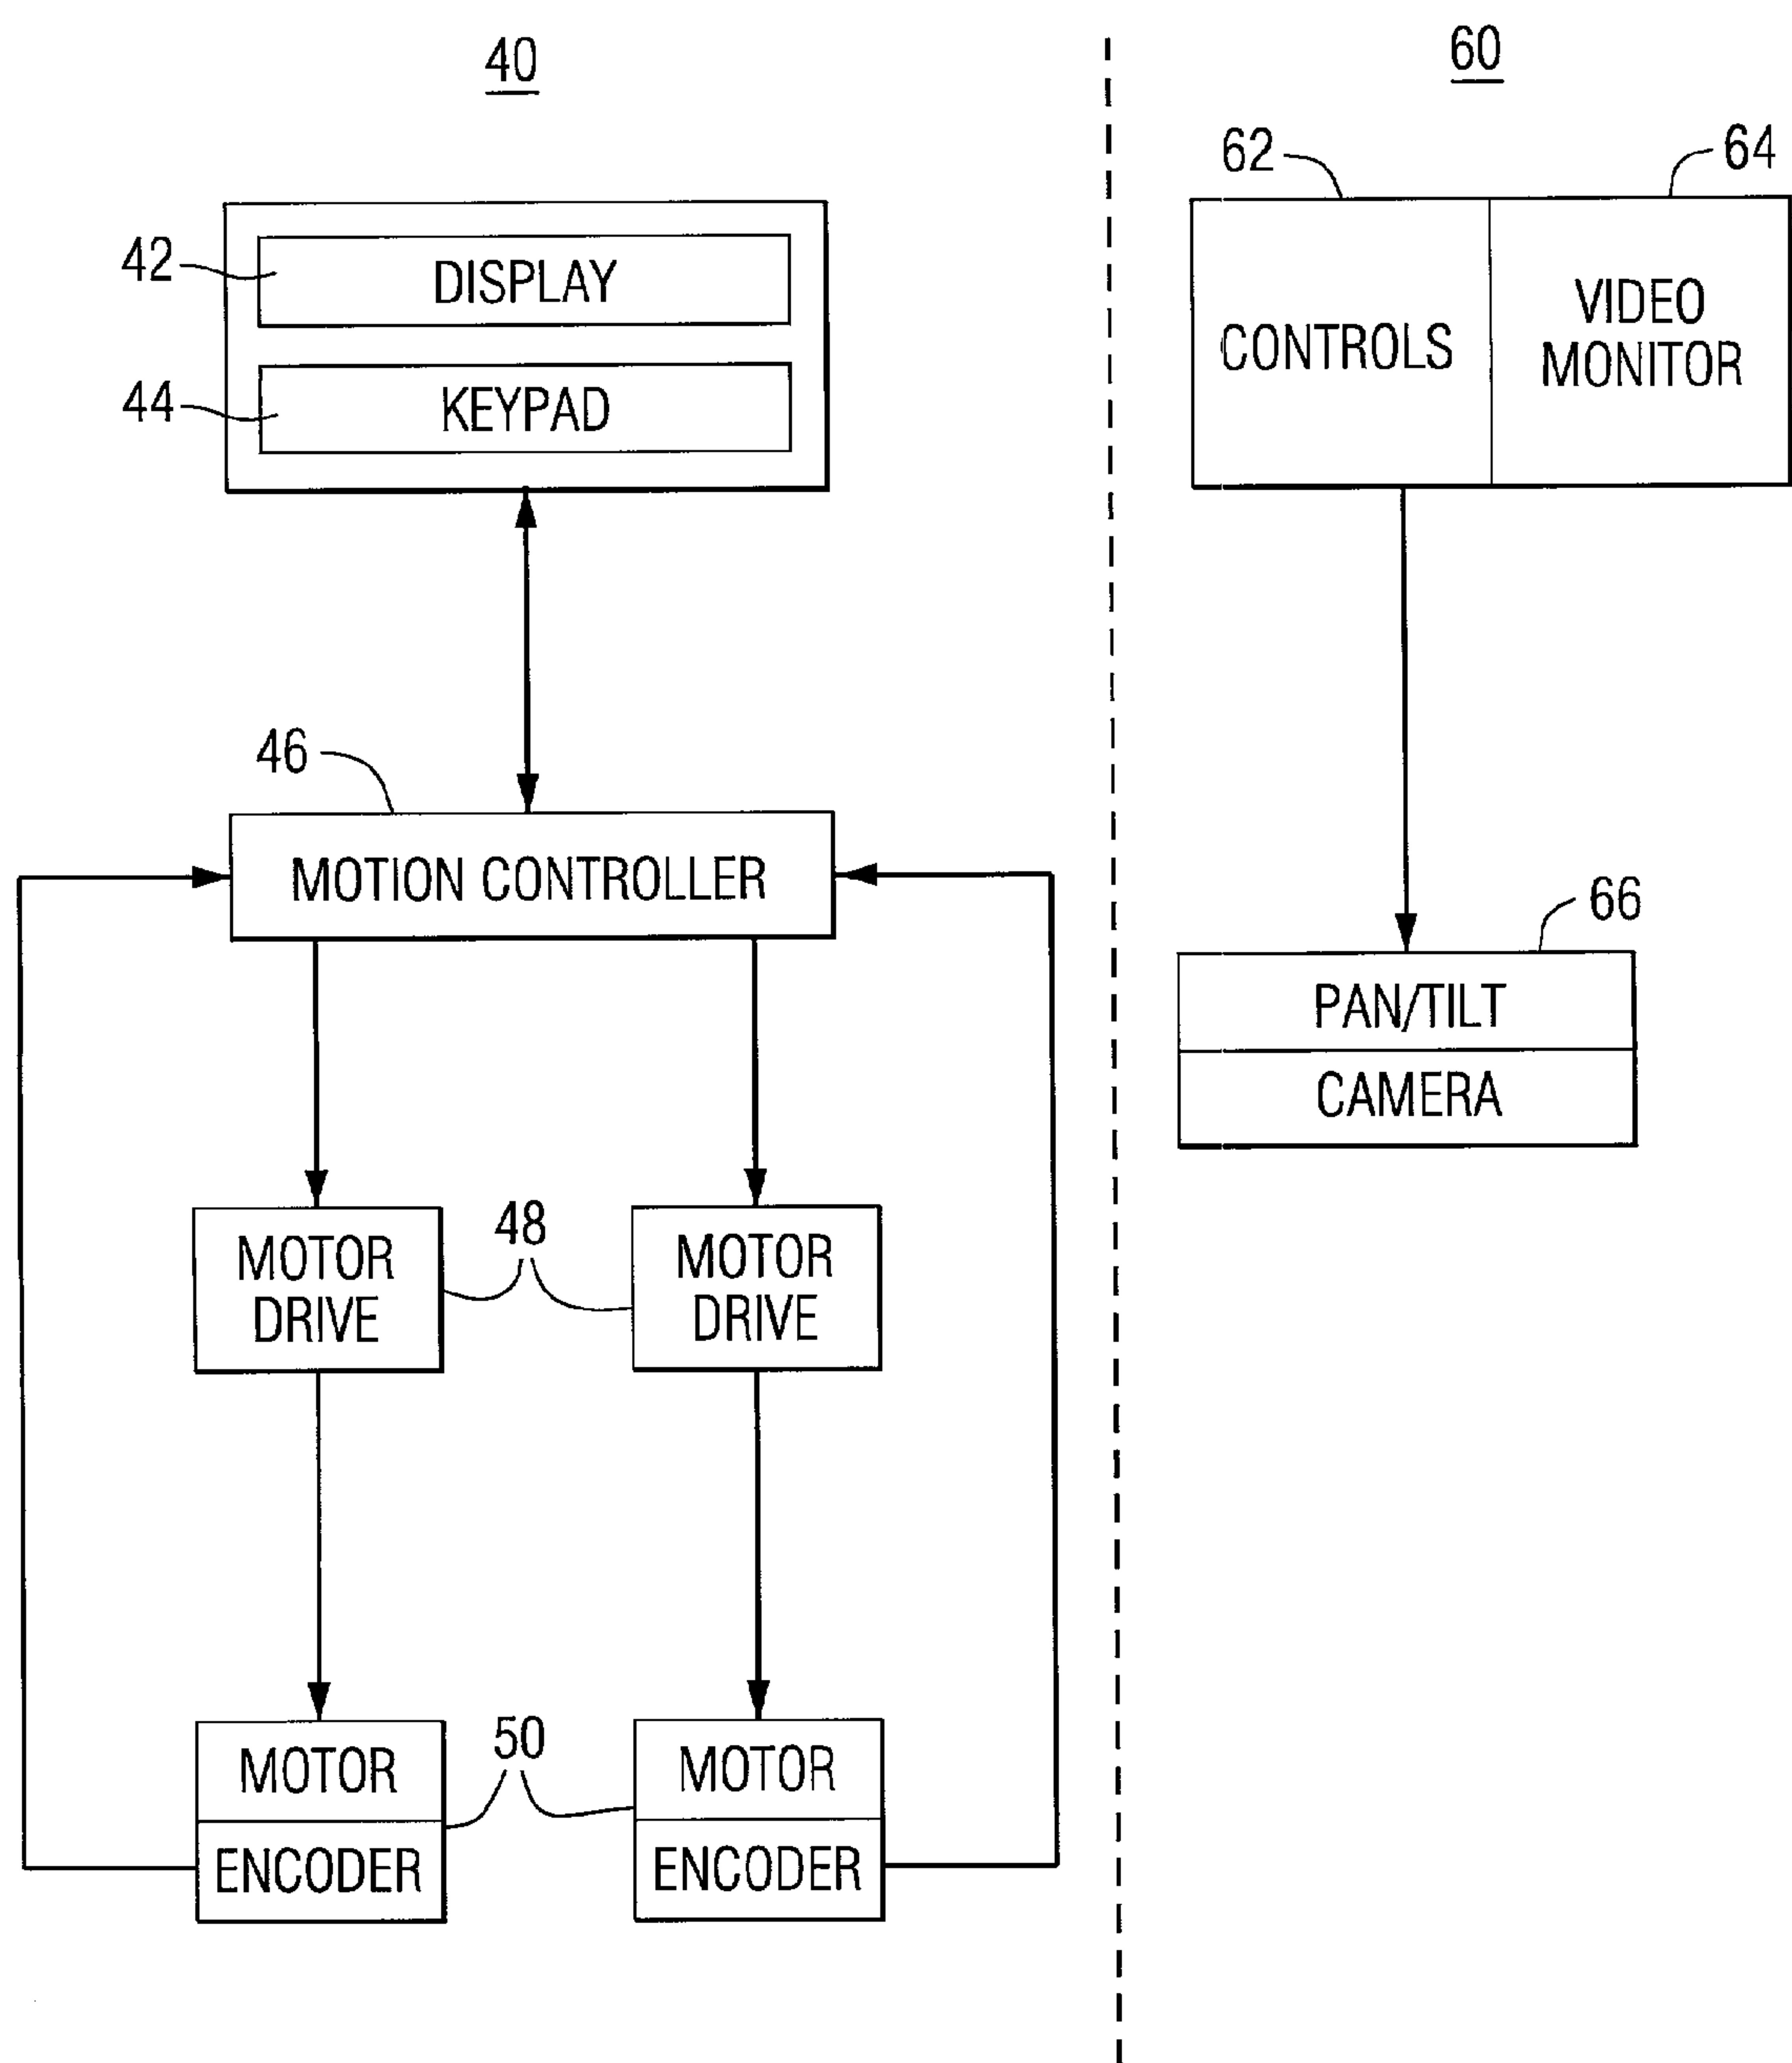 40
42
DISPLAY
44
KEYPAD
46
MOTION CONTROLLER
48
MOTOR
DRIVE
MOTOR
DRIVE
50
MOTOR
ENCODER
MOTOR
ENCODER
60
62
64
CONTROLS
VIDEO
MONITOR
66
PAN/TILT
CAMERA